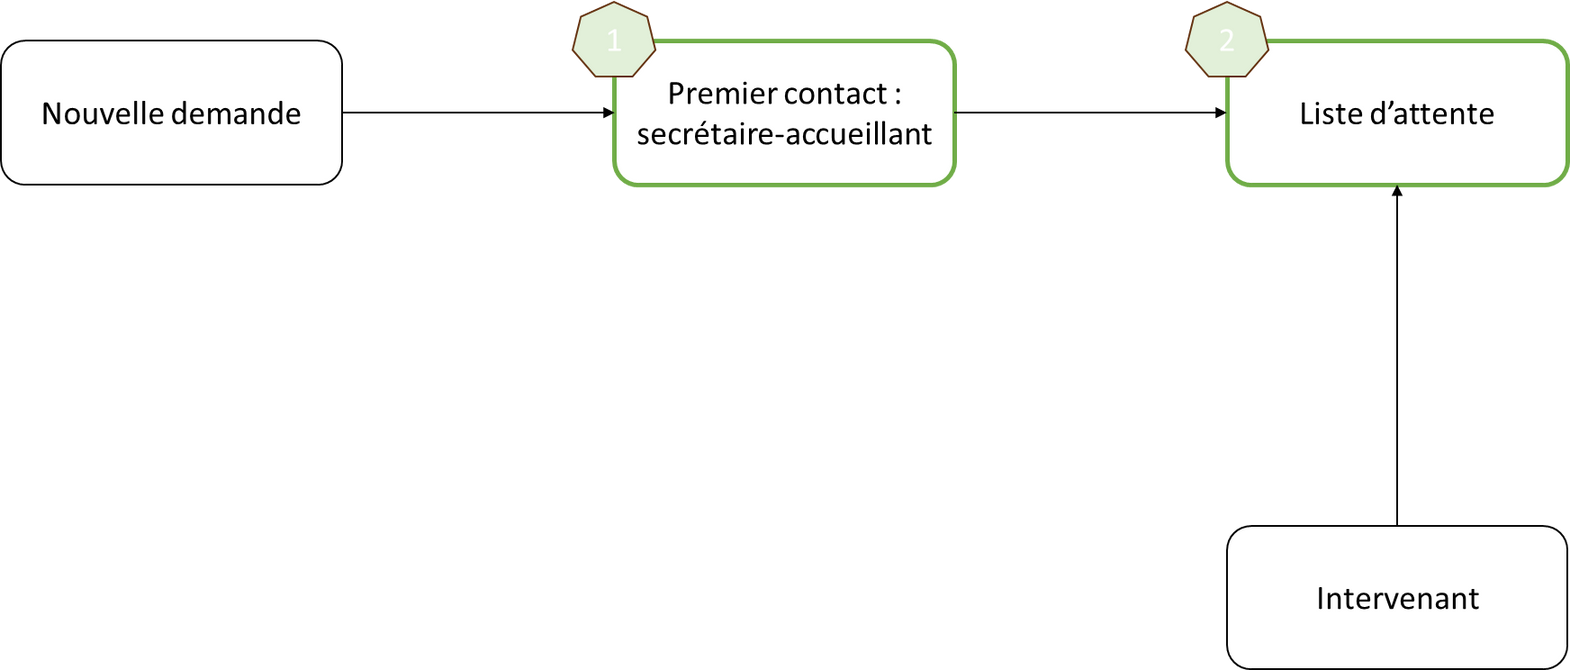 1
2
Nouvelle demande
Premier contact :
secrétaire-accueillant
Liste d’attente
Intervenant